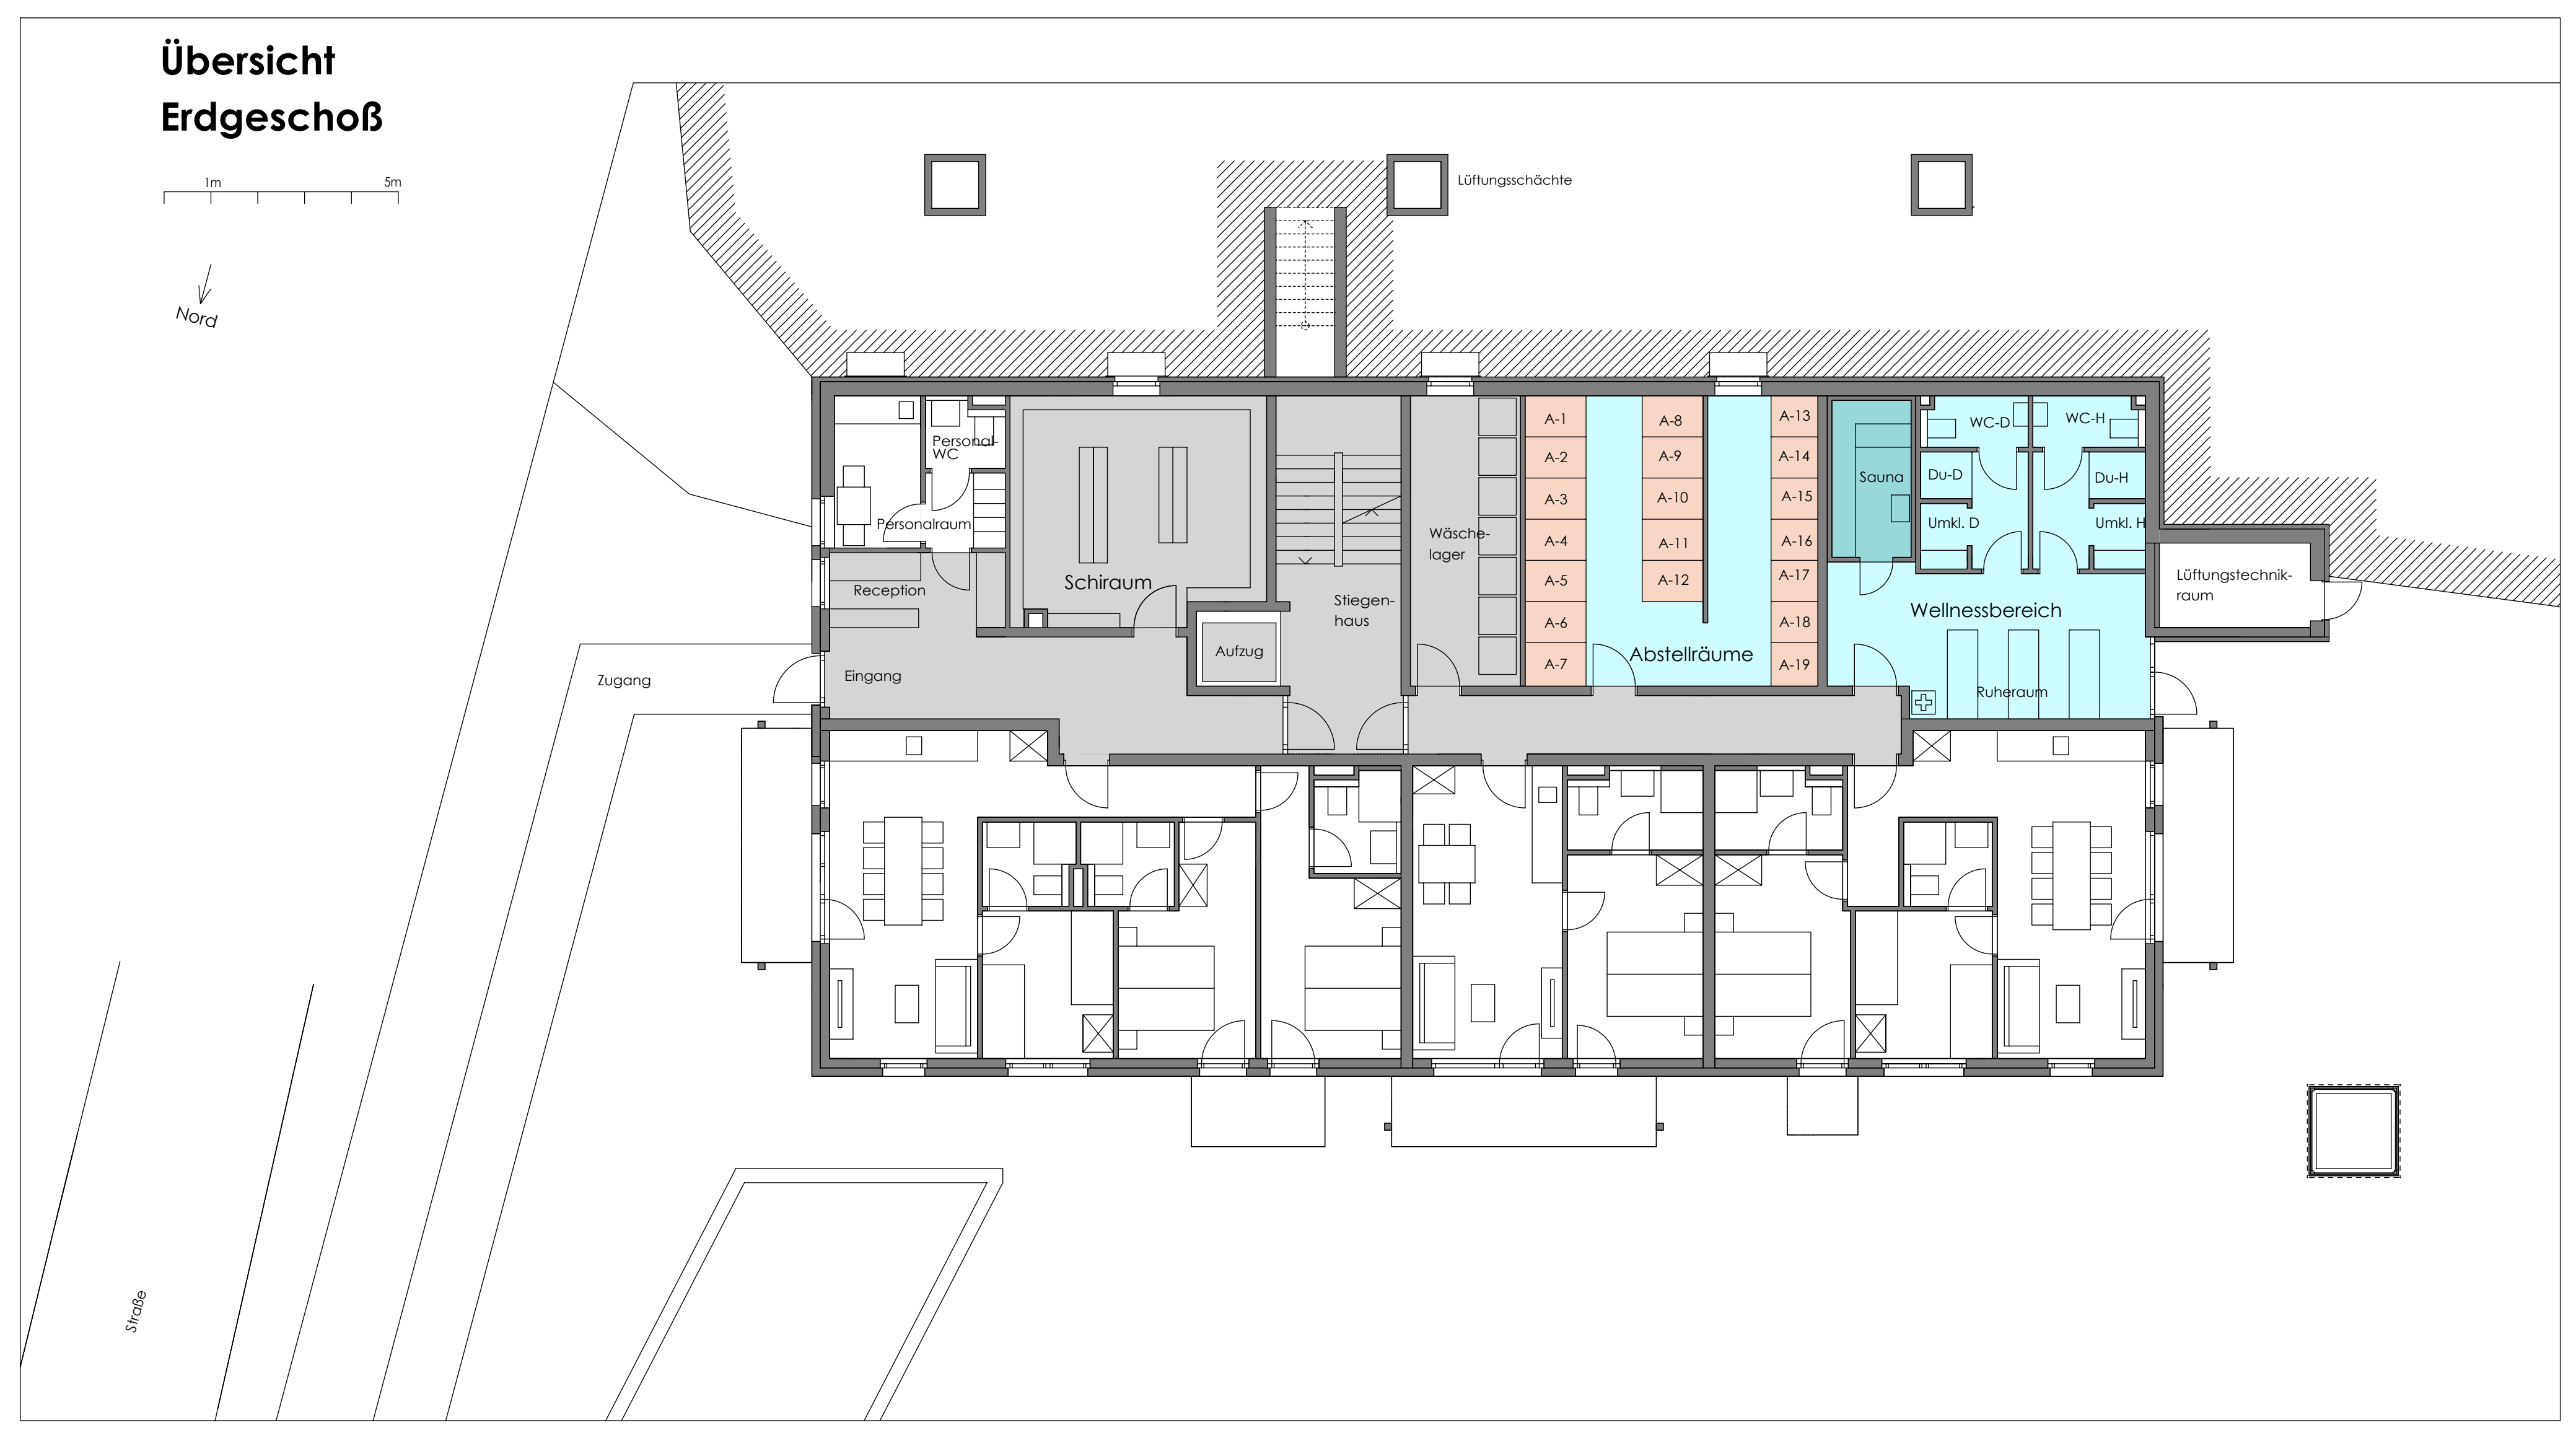 Übersicht
Erdgeschoß
1m
5m
Nord
Lüftungsschächte
Personal-
WC
Personalraum
Reception
Schiraum
Stiegen-
haus
Aufzug
Eingang
Zugang
Wäsche-
lager
A-1
A-2
A-3
A-4
A-5
A-6
A-7
A-8
A-9
A-10
A-11
A-12
A-13
A-14
A-15
A-16
A-17
A-18
A-19
Abstellräume
Sauna
WC-D
WC-H
Du-D
Du-H
Umkl. D
Umkl. H
Wellnessbereich
Ruheraum
Lüftungstechnik-
raum
Straße